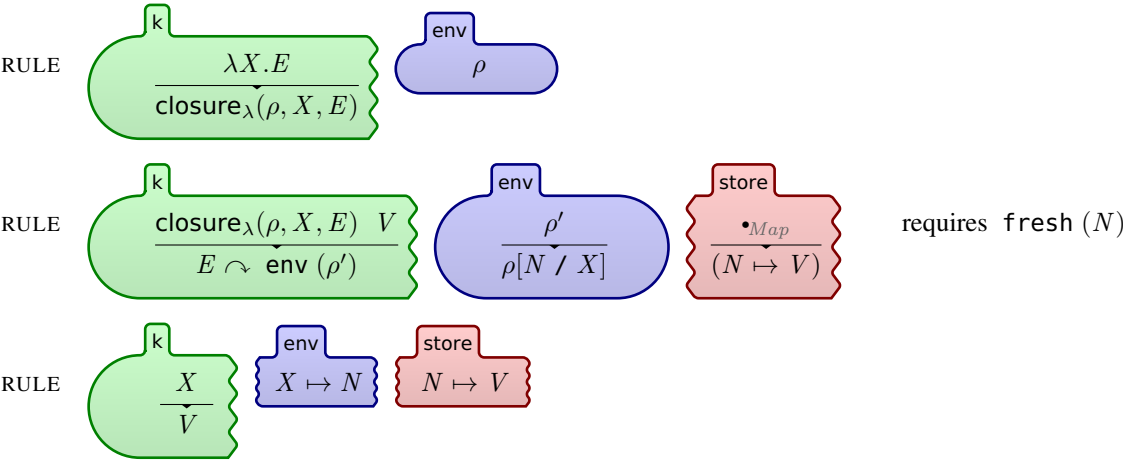 k env
RULE λX.E ρ
closure_λ(ρ, X, E)
k env store
RULE closure_λ(ρ, X, E) V ρ′ •_Map requires fresh (N)
E ↷ env (ρ′) ρ[N / X] (N ↦ V)
k env store
RULE X X ↦ N N ↦ V
V